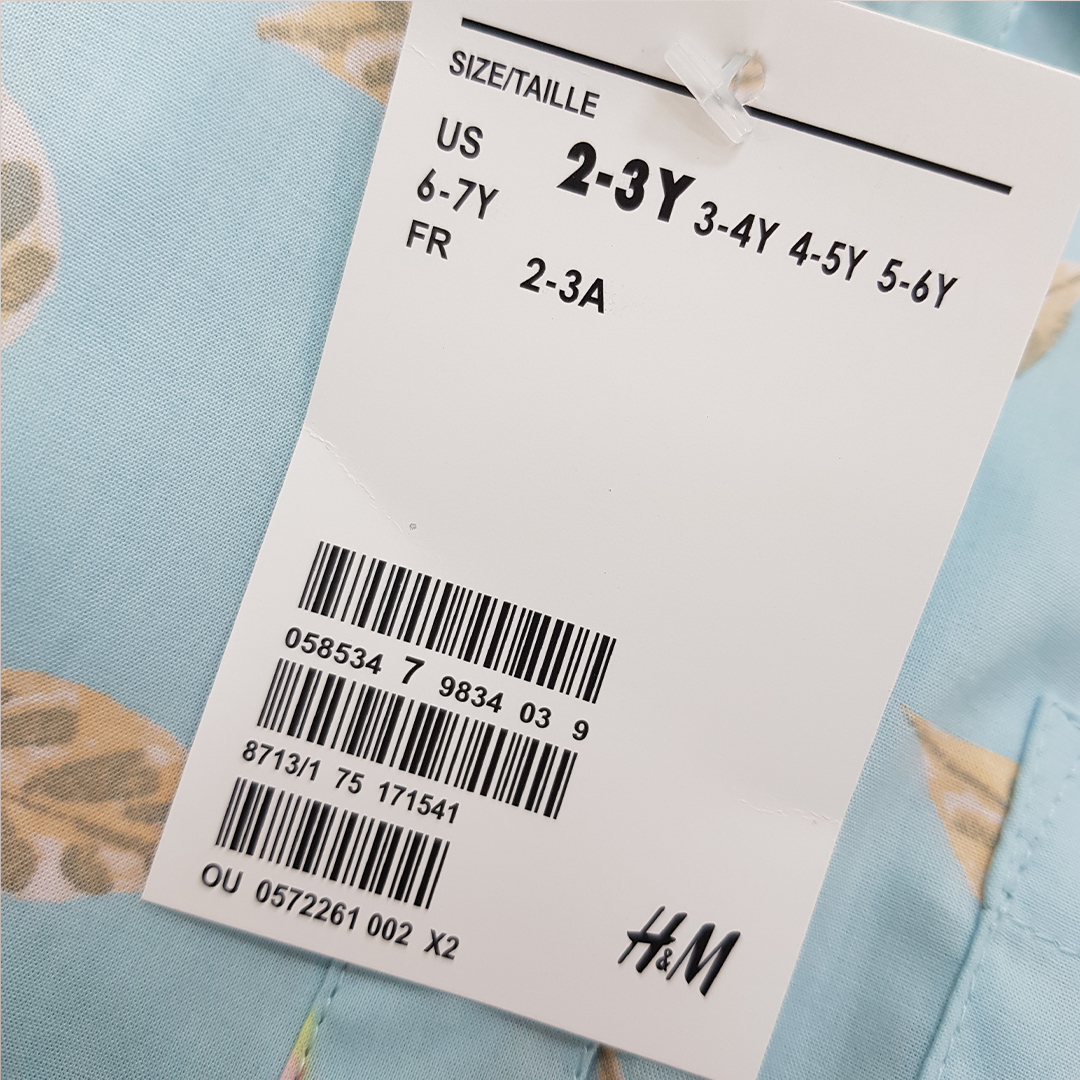 SIZE/TAILLE
US 2-3Y 3-4Y 4-5Y 5-6Y
6-7Y
FR 2-3A
058534 7 9834 03 9
8713/1 75 171541
OU 0572261 002 X2
H&M